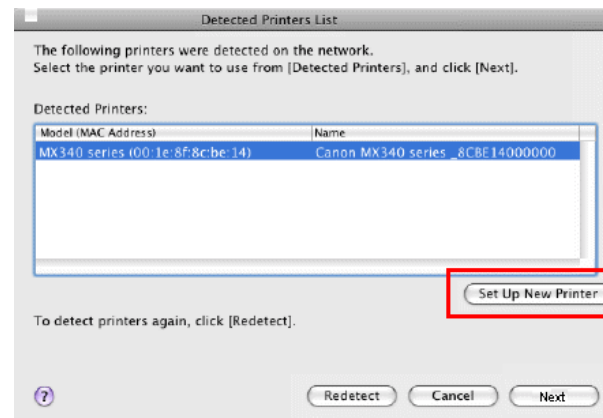 Detected Printers List
The following printers were detected on the network.
Select the printer you want to use from [Detected Printers], and click [Next].
Detected Printers:
Model (MAC Address) Name
MX340 series (00:1e:8f:8c:be:14) Canon MX340 series _8CBE14000000
Set Up New Printer
To detect printers again, click [Redetect].
? Redetect Cancel Next